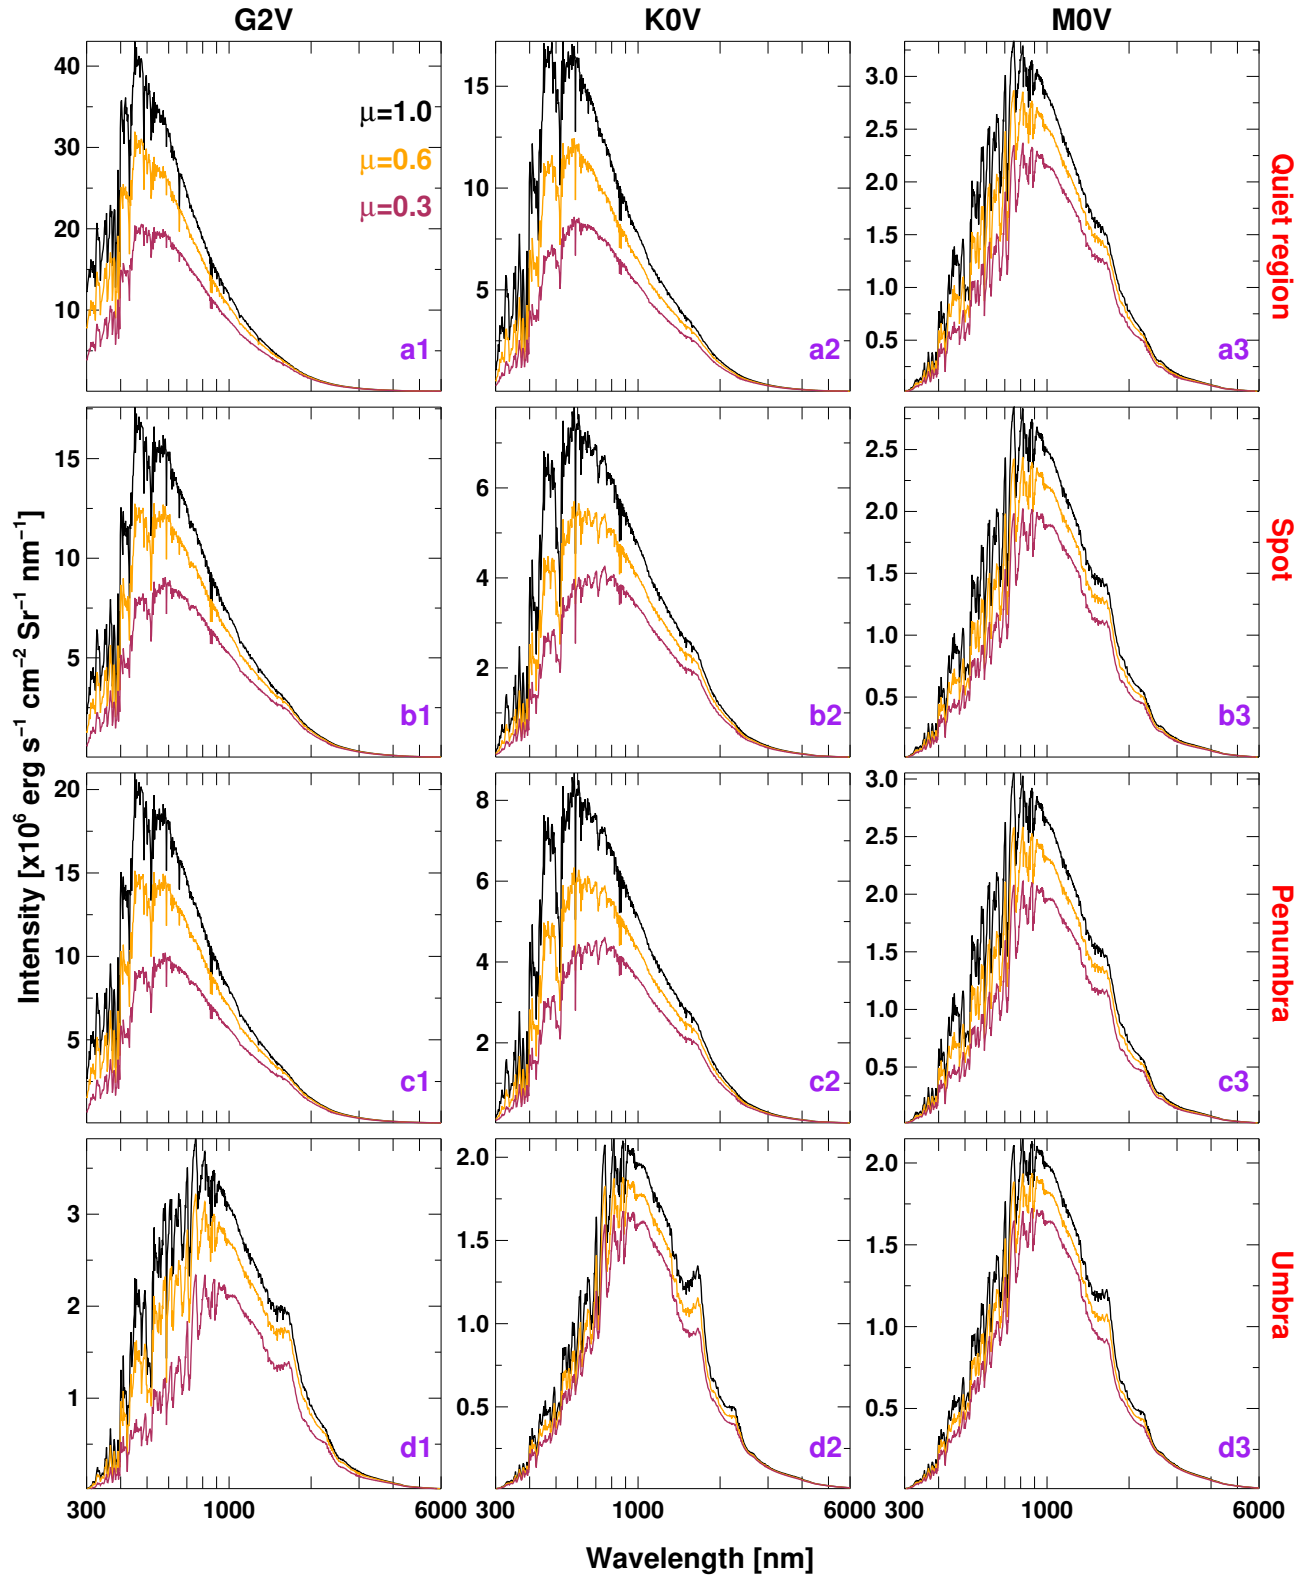 G2V K0V M0V
μ=1.0
μ=0.6
μ=0.3
40
30
20
10
a1
15
10
5
a2
3.0
2.5
2.0
1.5
1.0
0.5
a3
Quiet region
15
10
5
b1
6
4
2
b2
2.5
2.0
1.5
1.0
0.5
b3
Spot
20
15
10
5
c1
8
6
4
2
c2
3.0
2.5
2.0
1.5
1.0
0.5
c3
Penumbra
3
2
1
d1
2.0
1.5
1.0
0.5
d2
2.0
1.5
1.0
0.5
d3
Umbra
300 1000 6000 300 1000 6000 300 1000 6000
Intensity [x10⁶ erg s⁻¹ cm⁻² Sr⁻¹ nm⁻¹]
Wavelength [nm]